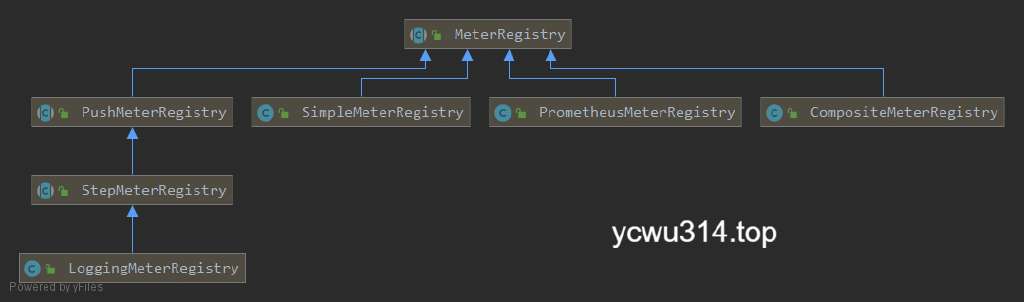 MeterRegistry
PushMeterRegistry
SimpleMeterRegistry
PrometheusMeterRegistry
CompositeMeterRegistry
StepMeterRegistry
ycwu314.top
LoggingMeterRegistry
Powered by yFiles